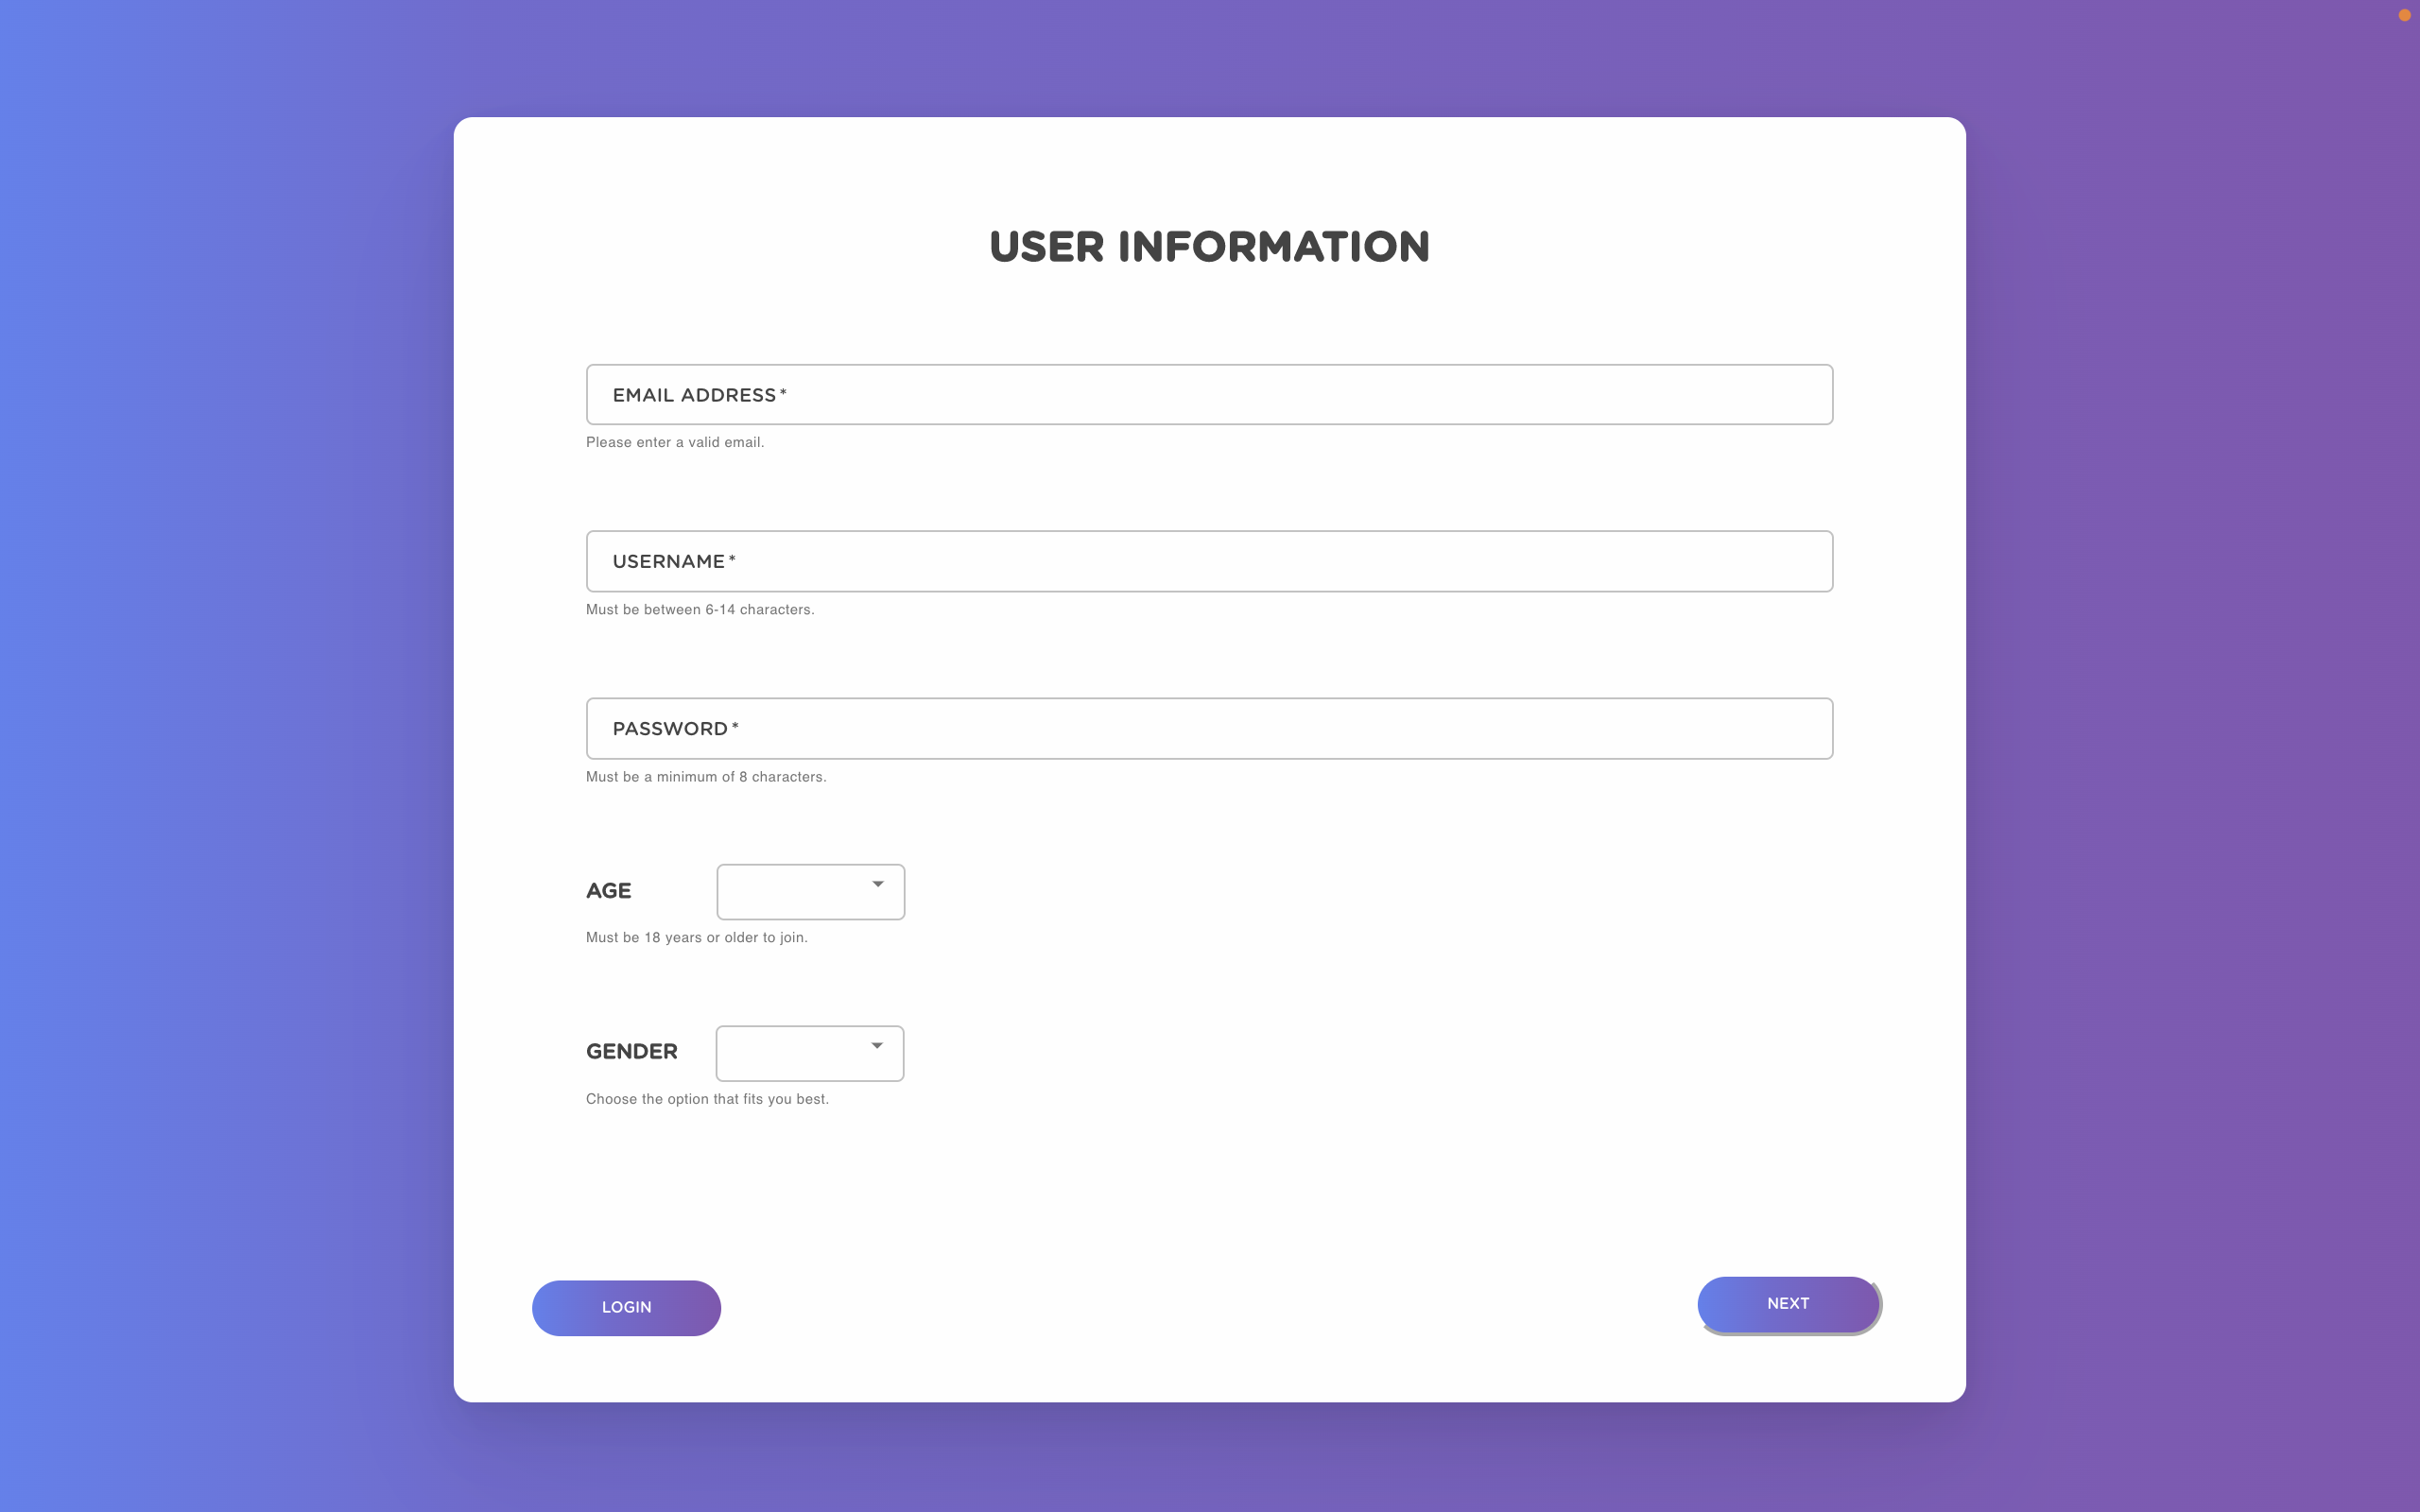 USER INFORMATION
EMAIL ADDRESS*
Please enter a valid email.
USERNAME*
Must be between 6-14 characters.
PASSWORD*
Must be a minimum of 8 characters.
AGE
Must be 18 years or older to join.
GENDER
Choose the option that fits you best.
LOGIN
NEXT